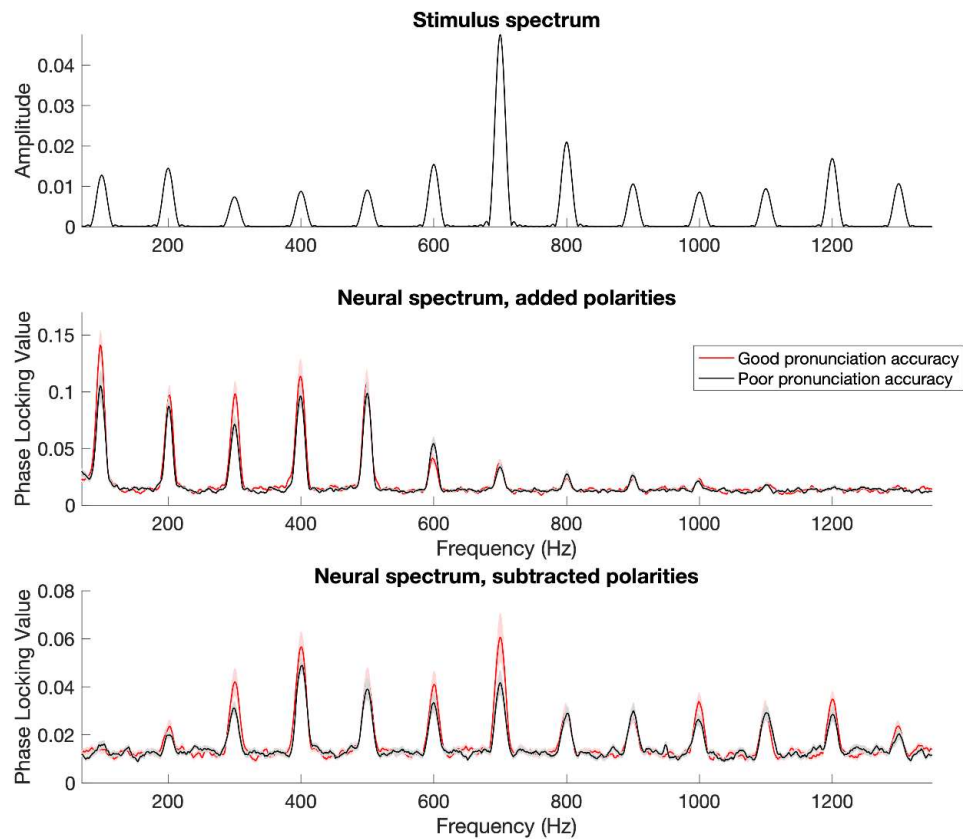 Stimulus spectrum
Amplitude
0.04
0.03
0.02
0.01
0
200 400 600 800 1000 1200
Neural spectrum, added polarities
Phase Locking Value
0.15
0.1
0.05
0
Good pronunciation accuracy
Poor pronunciation accuracy
200 400 600 800 1000 1200
Frequency (Hz)
Neural spectrum, subtracted polarities
Phase Locking Value
0.08
0.06
0.04
0.02
0
200 400 600 800 1000 1200
Frequency (Hz)